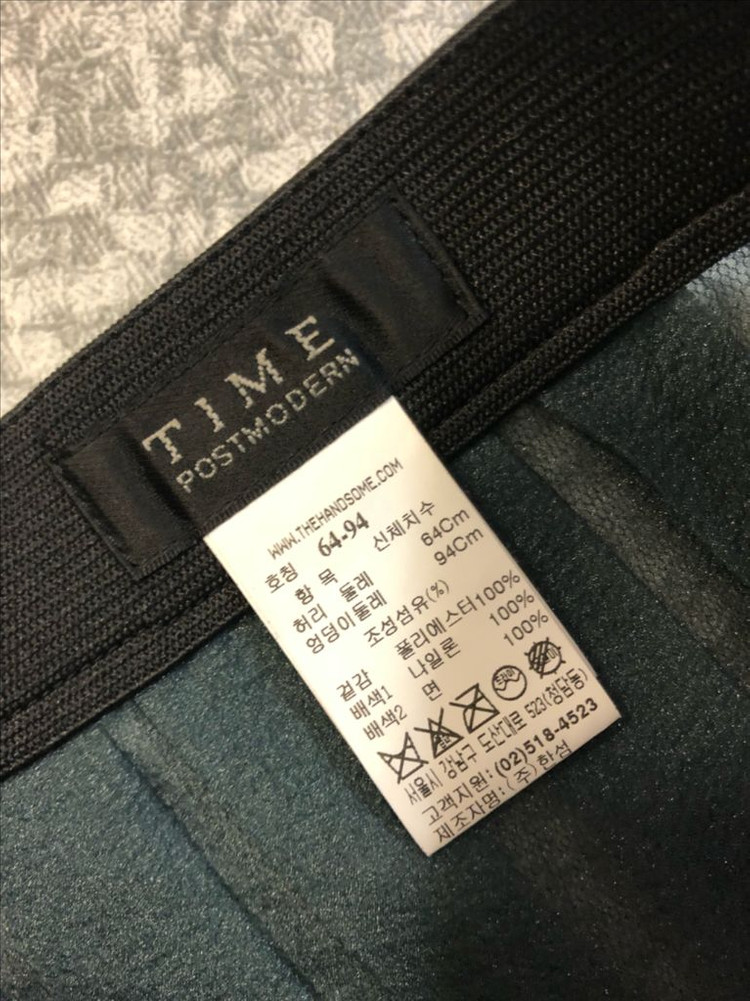 TIME
POSTMODERN
WWW.THEHANDSOME.COM
호칭 64-94
항 목 신체치수
허리 둘레 64Cm
엉덩이둘레 94Cm
조성섬유(%)
겉감 폴리에스터100%
배색1 나일론 100%
배색2 면 100%
서울시 강남구 도산대로 523(청담동)
고객지원:(02)518-4523
제조자명:(주)한섬